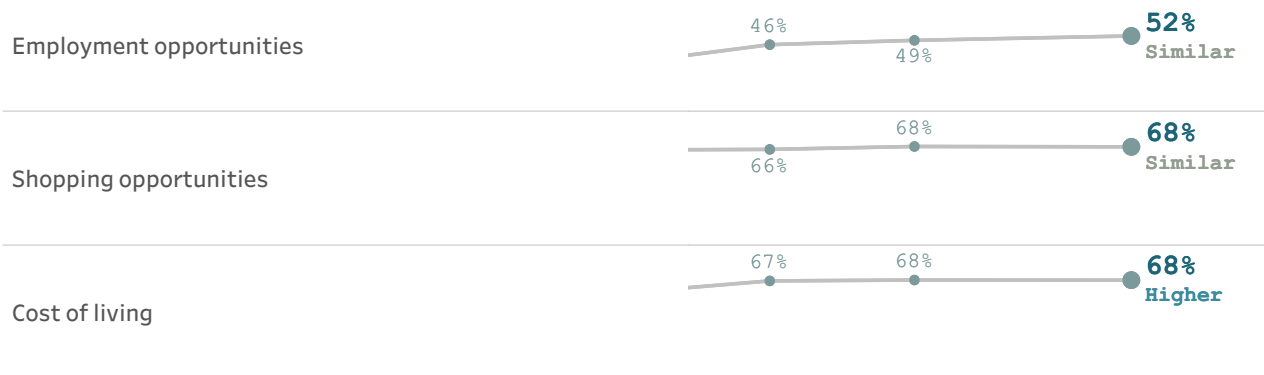 Employment opportunities
46%
49%
52%
Similar
Shopping opportunities
66%
68%
68%
Similar
Cost of living
67%
68%
68%
Higher